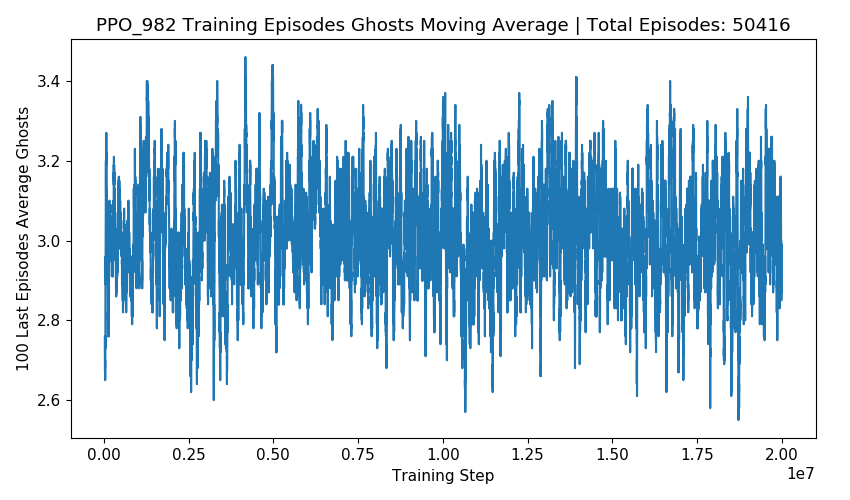 PPO_982 Training Episodes Ghosts Moving Average | Total Episodes: 50416
100 Last Episodes Average Ghosts
3.4
3.2
3.0
2.8
2.6
0.00 0.25 0.50 0.75 1.00 1.25 1.50 1.75 2.00
1e7
Training Step